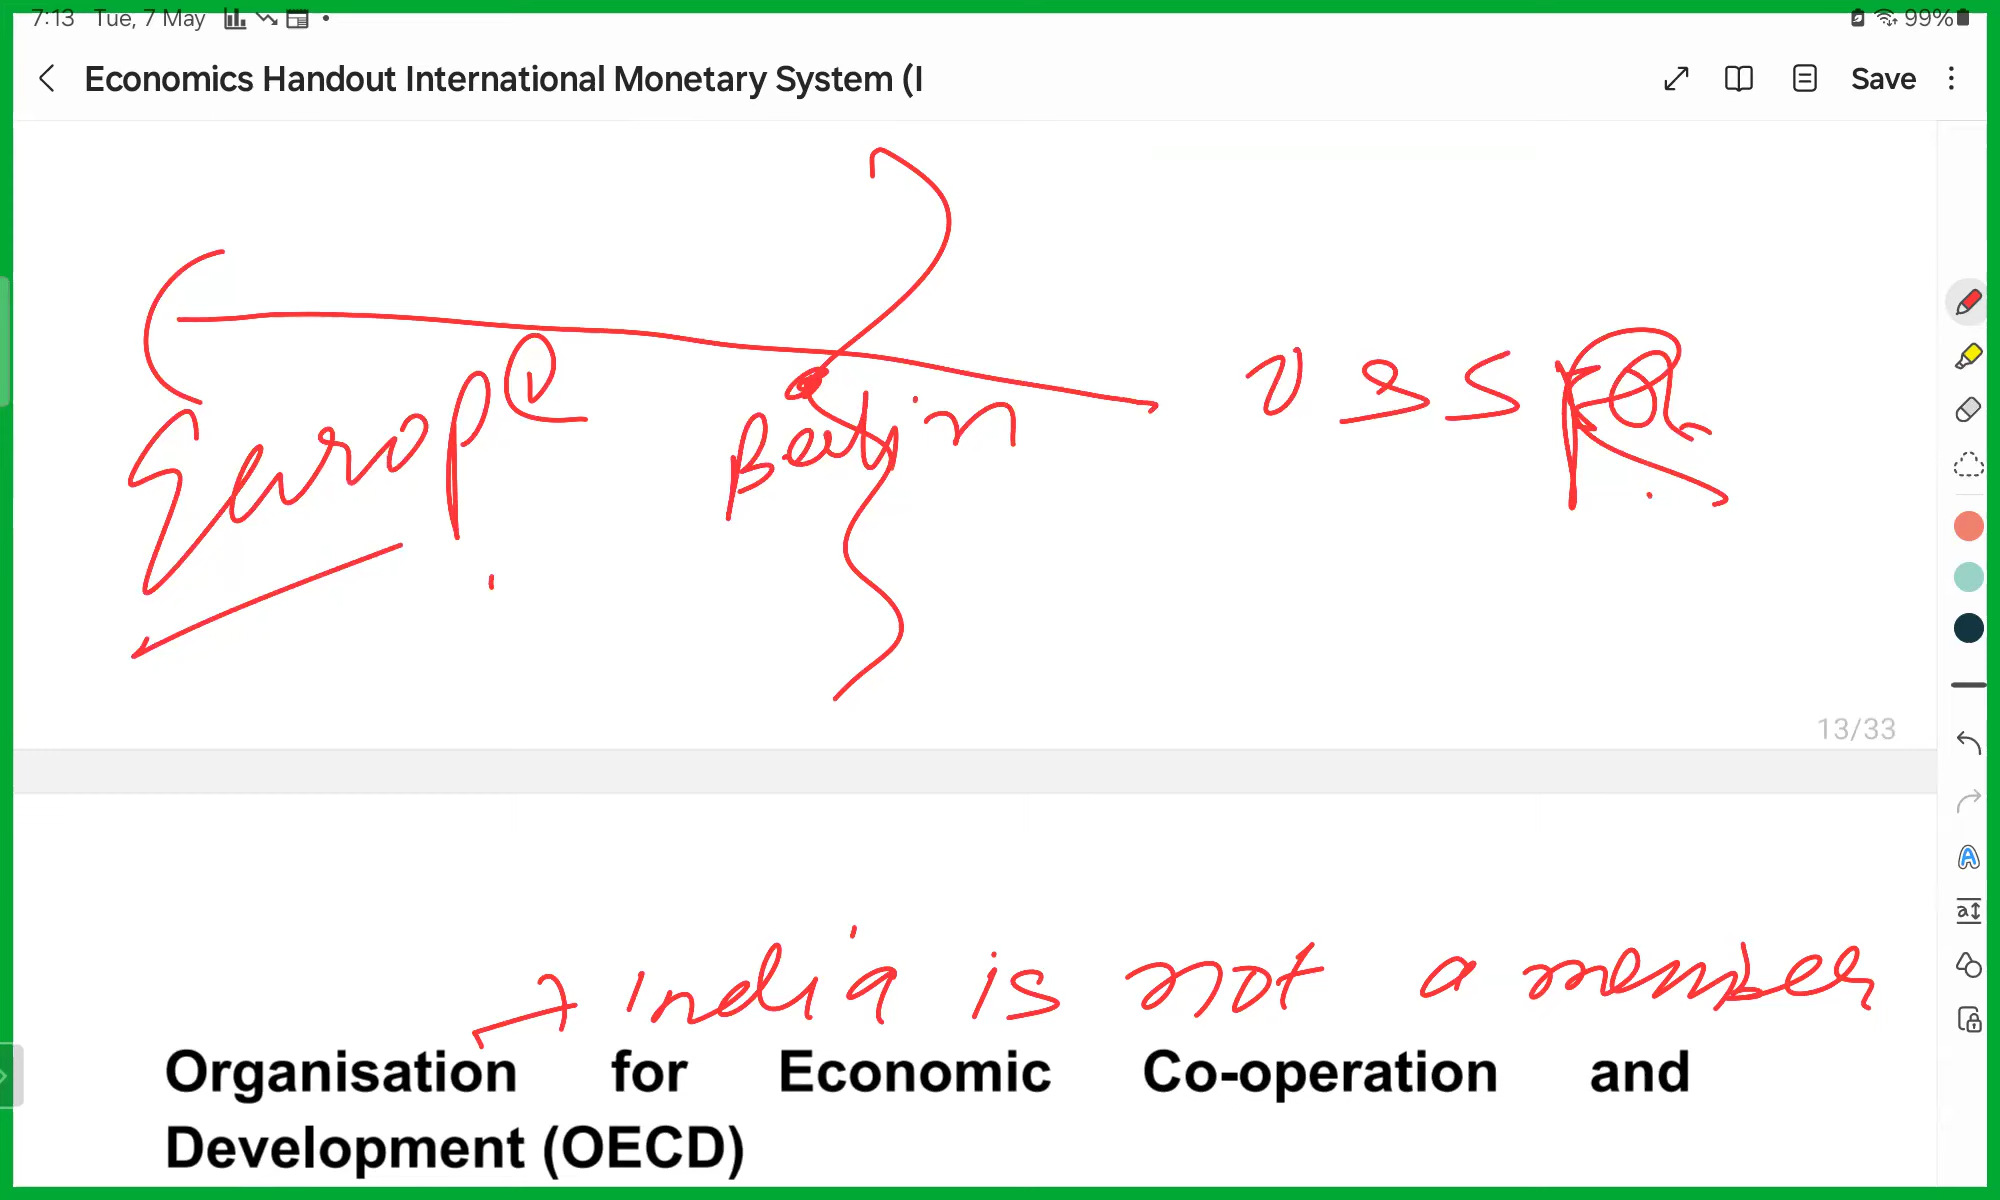 7:13 Tue, 7 May 99%
Economics Handout International Monetary System (I
Save
Europe Berlin USSR
13/33
India is not a member
Organisation for Economic Co-operation and
Development (OECD)